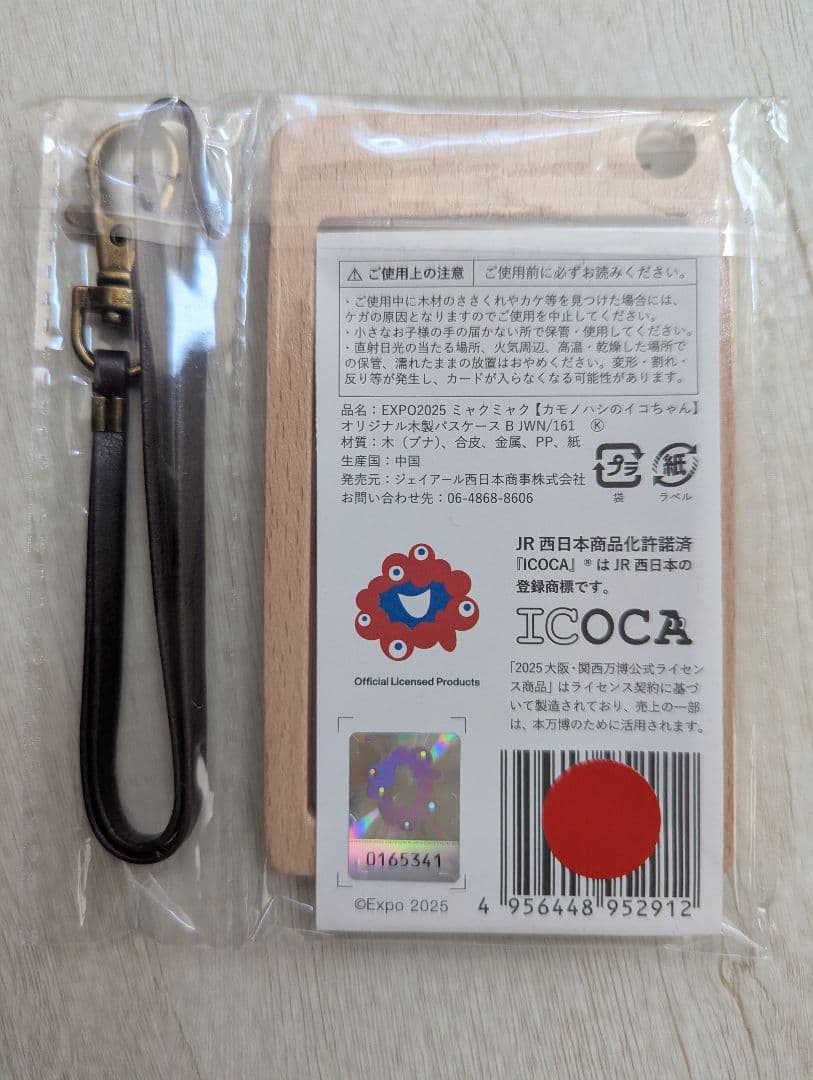 ⚠ ご使用上の注意 ご使用前に必ずお読みください。
・ご使用中に木材のささくれやカケ等を見つけた場合には、
ケガの原因となりますのでご使用を中止してください。
・小さなお子様の手の届かない所で保管・使用してください。
・直射日光の当たる場所、火気周辺、高温・乾燥した場所で
の保管、濡れたままの放置はおやめください。変形・割れ・
反り等が発生し、カードが入らなくなる可能性があります。
品名：EXPO2025 ミャクミャク【カモノハシのイコちゃん】
オリジナル木製パスケース B JWN/161 Ⓚ
材質：木（ブナ）、合皮、金属、PP、紙
生産国：中国
発売元：ジェイアール西日本商事株式会社
お問い合わせ先：06-4868-8606
プラ
袋
紙
ラベル
JR 西日本商品化許諾済
『ICOCA』®は JR 西日本の
登録商標です。
ICOCA
Official Licensed Products
「2025 大阪・関西万博公式ライセン
ス商品」はライセンス契約に基づ
いて製造されており、売上の一部
は、本万博のために活用されます。
0165341
©Expo 2025
4 956448 952912